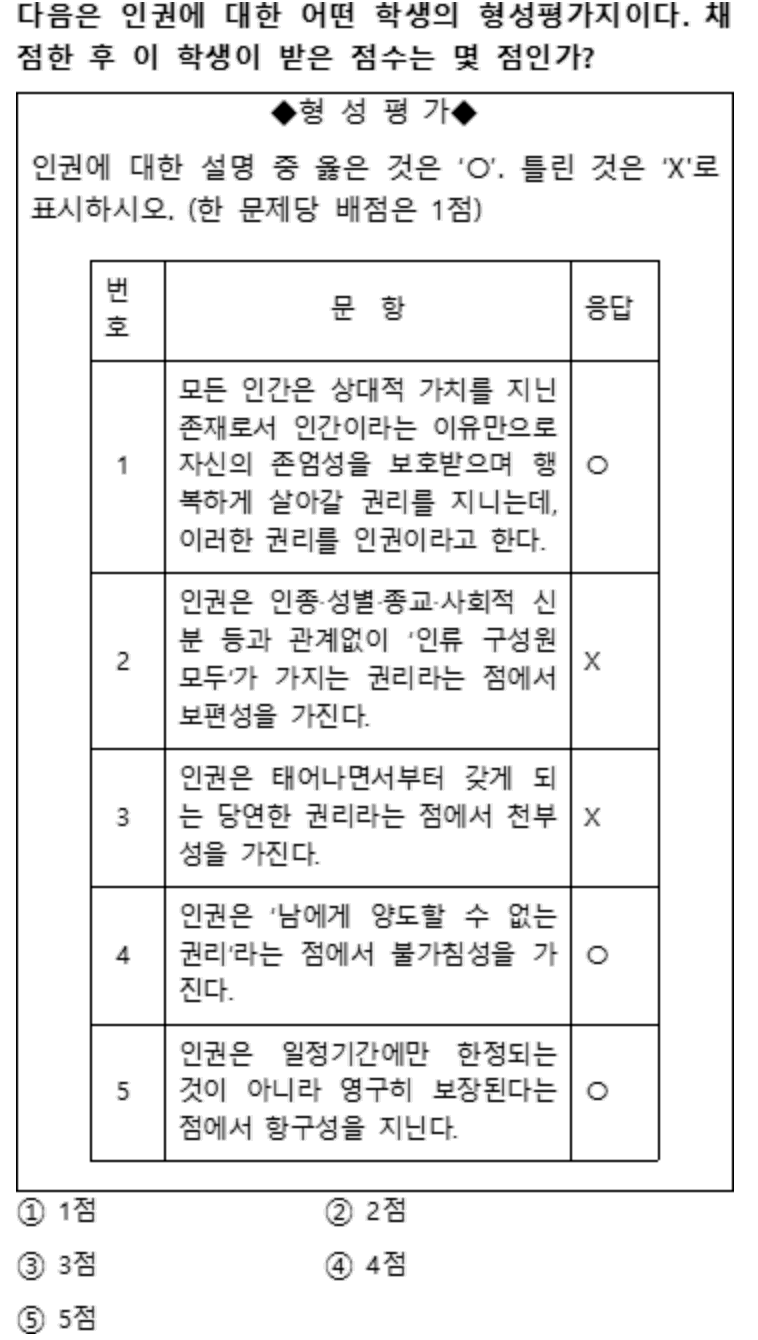 다음은 인권에 대한 어떤 학생의 형성평가지이다. 채
점한 후 이 학생이 받은 점수는 몇 점인가?
◆형 성 평 가◆
인권에 대한 설명 중 옳은 것은 ‘O’. 틀린 것은 ‘X’로
표시하시오. (한 문제당 배점은 1점)
번
호
문 항
응답
1
모든 인간은 상대적 가치를 지닌
존재로서 인간이라는 이유만으로
자신의 존엄성을 보호받으며 행
복하게 살아갈 권리를 지니는데,
이러한 권리를 인권이라고 한다.
O
2
인권은 인종·성별·종교·사회적 신
분 등과 관계없이 ‘인류 구성원
모두’가 가지는 권리라는 점에서
보편성을 가진다.
X
3
인권은 태어나면서부터 갖게 되
는 당연한 권리라는 점에서 천부
성을 가진다.
X
4
인권은 ‘남에게 양도할 수 없는
권리’라는 점에서 불가침성을 가
진다.
O
5
인권은 일정기간에만 한정되는
것이 아니라 영구히 보장된다는
점에서 항구성을 지닌다.
O
① 1점 ② 2점
③ 3점 ④ 4점
⑤ 5점